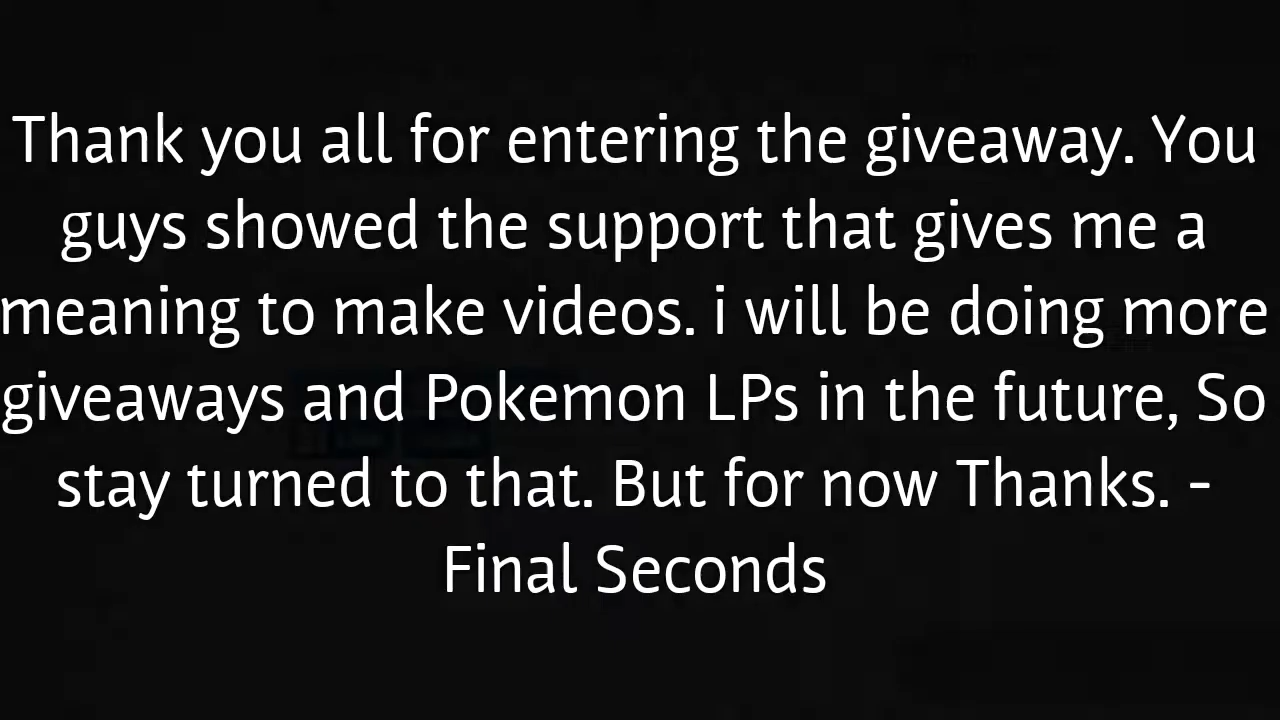 Thank you all for entering the giveaway. You
guys showed the support that gives me a
meaning to make videos. i will be doing more
giveaways and Pokemon LPs in the future, So
stay turned to that. But for now Thanks. -
Final Seconds